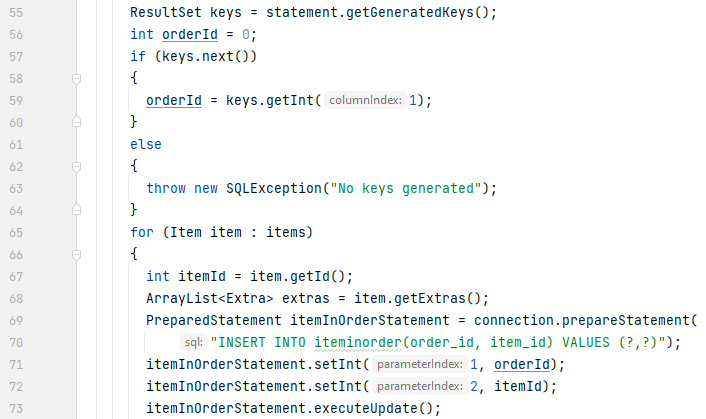 55 ResultSet keys = statement.getGeneratedKeys();
56 int orderId = 0;
57 if (keys.next())
58 {
59 orderId = keys.getInt( columnIndex: 1);
60 }
61 else
62 {
63 throw new SQLException("No keys generated");
64 }
65 for (Item item : items)
66 {
67 int itemId = item.getId();
68 ArrayList<Extra> extras = item.getExtras();
69 PreparedStatement itemInOrderStatement = connection.prepareStatement(
70 sql: "INSERT INTO iteminorder(order_id, item_id) VALUES (?,?)");
71 itemInOrderStatement.setInt( parameterIndex: 1, orderId);
72 itemInOrderStatement.setInt( parameterIndex: 2, itemId);
73 itemInOrderStatement.executeUpdate();